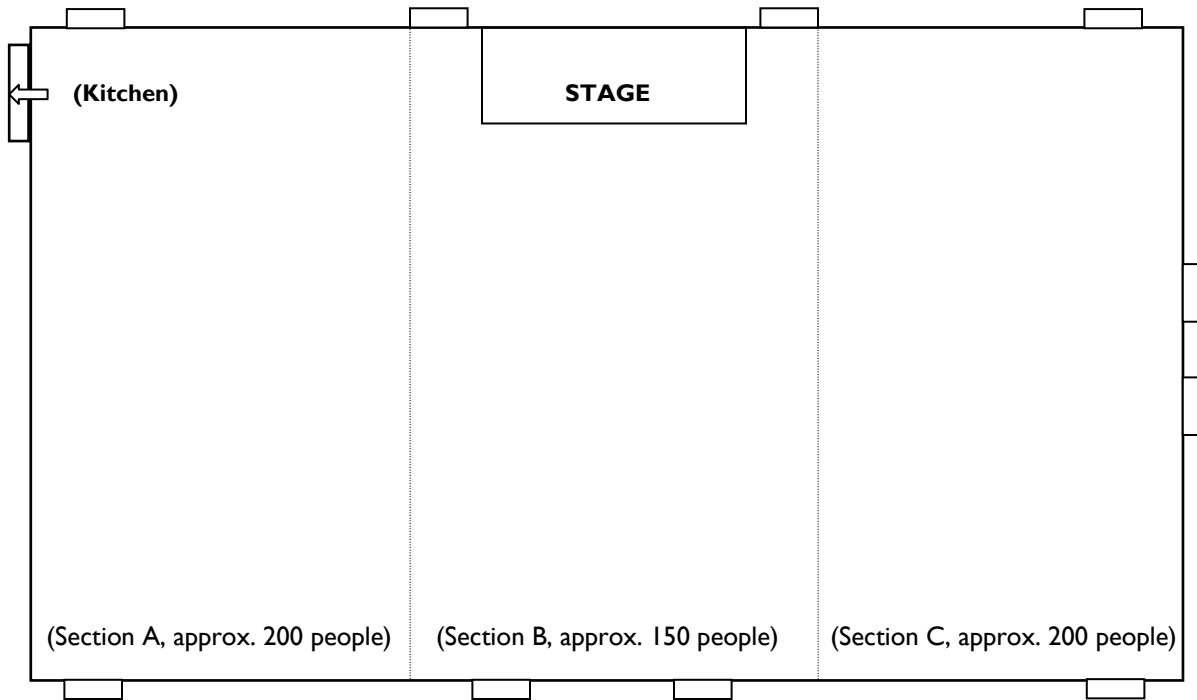 (Kitchen)
STAGE
(Section A, approx. 200 people)
(Section B, approx. 150 people)
(Section C, approx. 200 people)